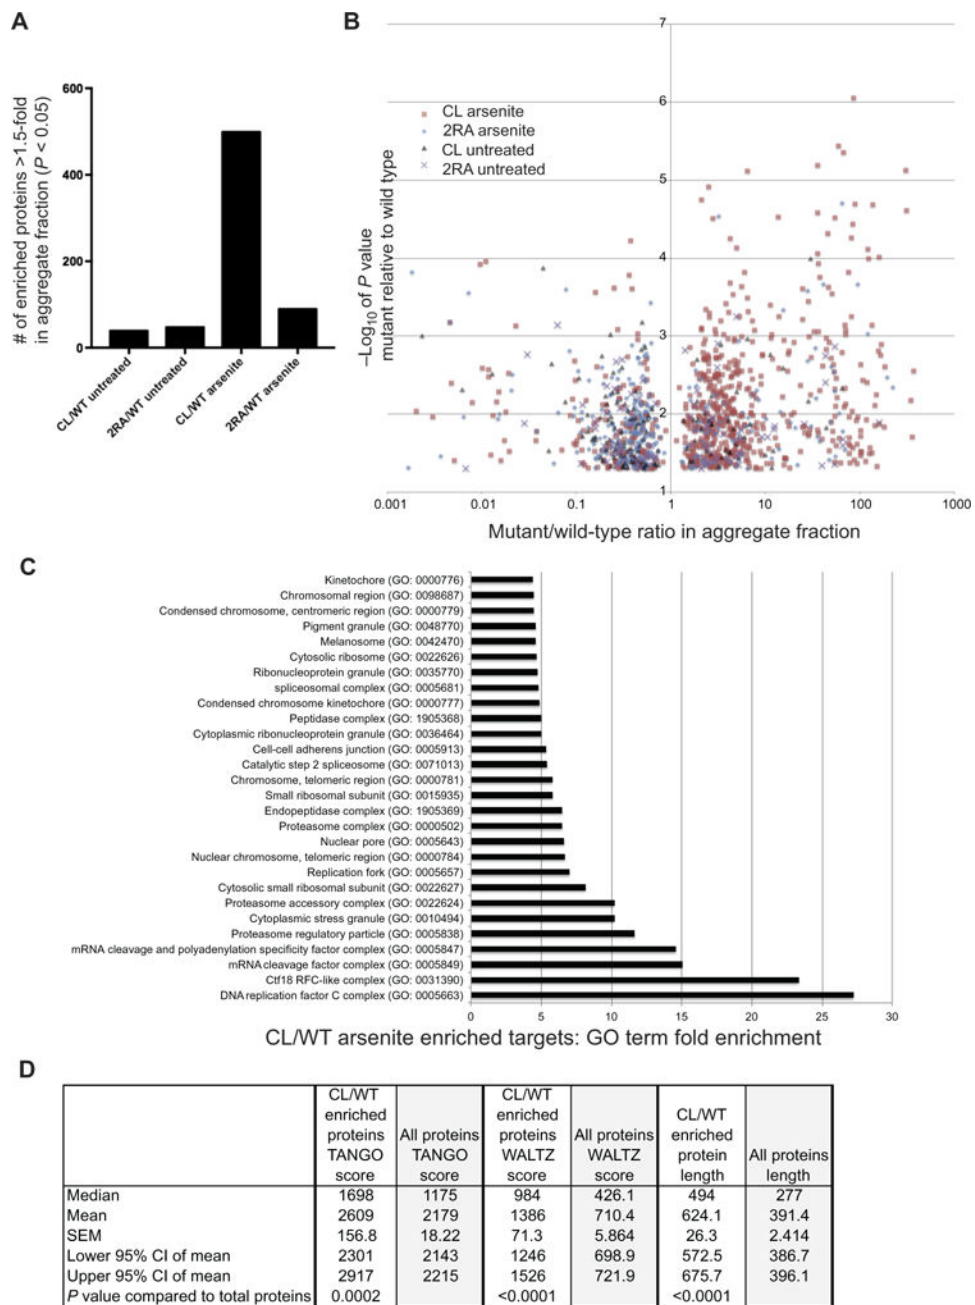 A
# of enriched proteins >1.5-fold
in aggregate fraction (P < 0.05)
600
400
200
0
CL/WT untreated
2RA/WT untreated
CL/WT arsenite
2RA/WT arsenite
B
–Log10 of P value
mutant relative to wild type
7
6
5
4
3
2
1
CL arsenite
2RA arsenite
CL untreated
2RA untreated
0.001 0.01 0.1 1 10 100 1000
Mutant/wild-type ratio in aggregate fraction
C
Kinetochore (GO: 0000776)
Chromosomal region (GO: 0098687)
Condensed chromosome, centromeric region (GO: 0000779)
Pigment granule (GO: 0048770)
Melanosome (GO: 0042470)
Cytosolic ribosome (GO: 0022626)
Ribonucleoprotein granule (GO: 0035770)
spliceosomal complex (GO: 0005681)
Condensed chromosome kinetochore (GO: 0000777)
Peptidase complex (GO: 1905368)
Cytoplasmic ribonucleoprotein granule (GO: 0036464)
Cell-cell adherens junction (GO: 0005913)
Catalytic step 2 spliceosome (GO: 0071013)
Chromosome, telomeric region (GO: 0000781)
Small ribosomal subunit (GO: 0015935)
Endopeptidase complex (GO: 1905369)
Proteasome complex (GO: 0000502)
Nuclear pore (GO: 0005643)
Nuclear chromosome, telomeric region (GO: 0000784)
Replication fork (GO: 0005657)
Cytosolic small ribosomal subunit (GO: 0022627)
Proteasome accessory complex (GO: 0022624)
Cytoplasmic stress granule (GO: 0010494)
Proteasome regulatory particle (GO: 0005838)
mRNA cleavage and polyadenylation specificity factor complex (GO: 0005847)
mRNA cleavage factor complex (GO: 0005849)
Ctf18 RFC-like complex (GO: 0031390)
DNA replication factor C complex (GO: 0005663)
0 5 10 15 20 25 30
CL/WT arsenite enriched targets: GO term fold enrichment
D
CL/WT enriched proteins TANGO score | All proteins TANGO score | CL/WT enriched proteins WALTZ score | All proteins WALTZ score | CL/WT enriched protein length | All proteins length
Median 1698 1175 984 426.1 494 277
Mean 2609 2179 1386 710.4 624.1 391.4
SEM 156.8 18.22 71.3 5.864 26.3 2.414
Lower 95% CI of mean 2301 2143 1246 698.9 572.5 386.7
Upper 95% CI of mean 2917 2215 1526 721.9 675.7 396.1
P value compared to total proteins 0.0002 <0.0001 <0.0001